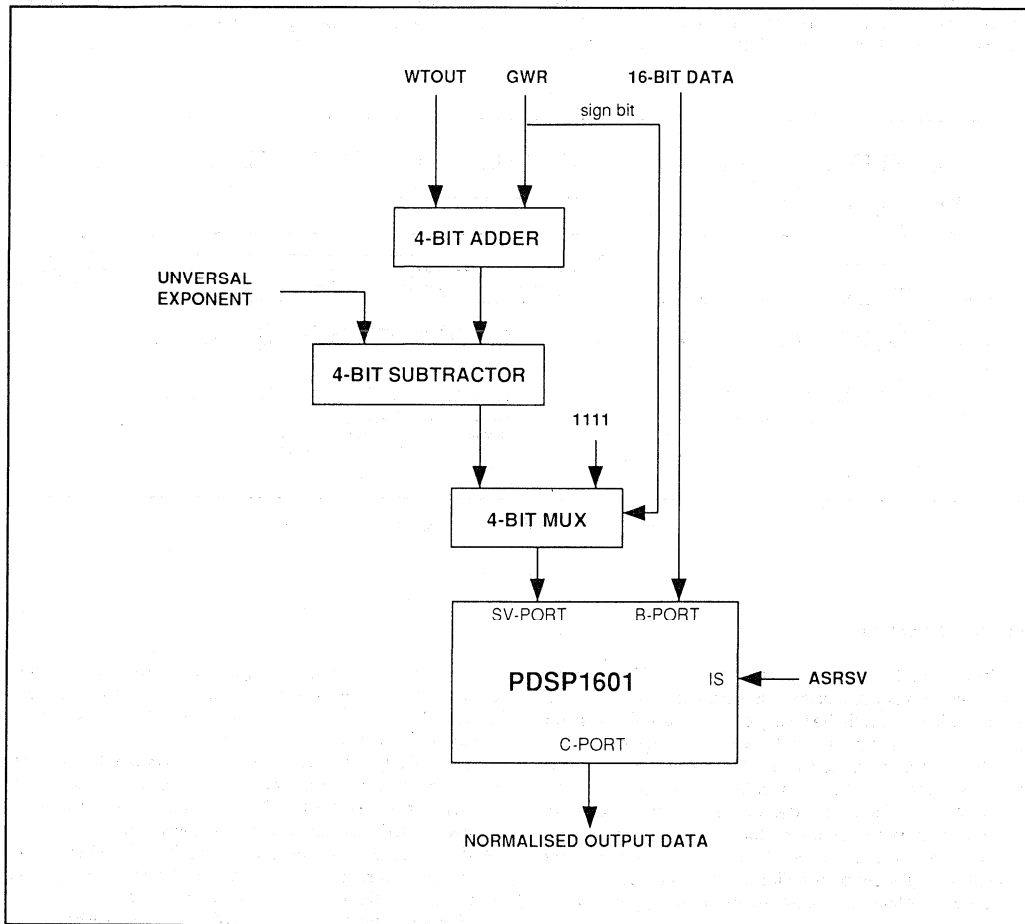 WTOUT GWR 16-BIT DATA
sign bit
4-BIT ADDER
UNVERSAL
EXPONENT
4-BIT SUBTRACTOR
1111
4-BIT MUX
SV-PORT B-PORT
PDSP1601 IS ASRSV
C-PORT
NORMALISED OUTPUT DATA